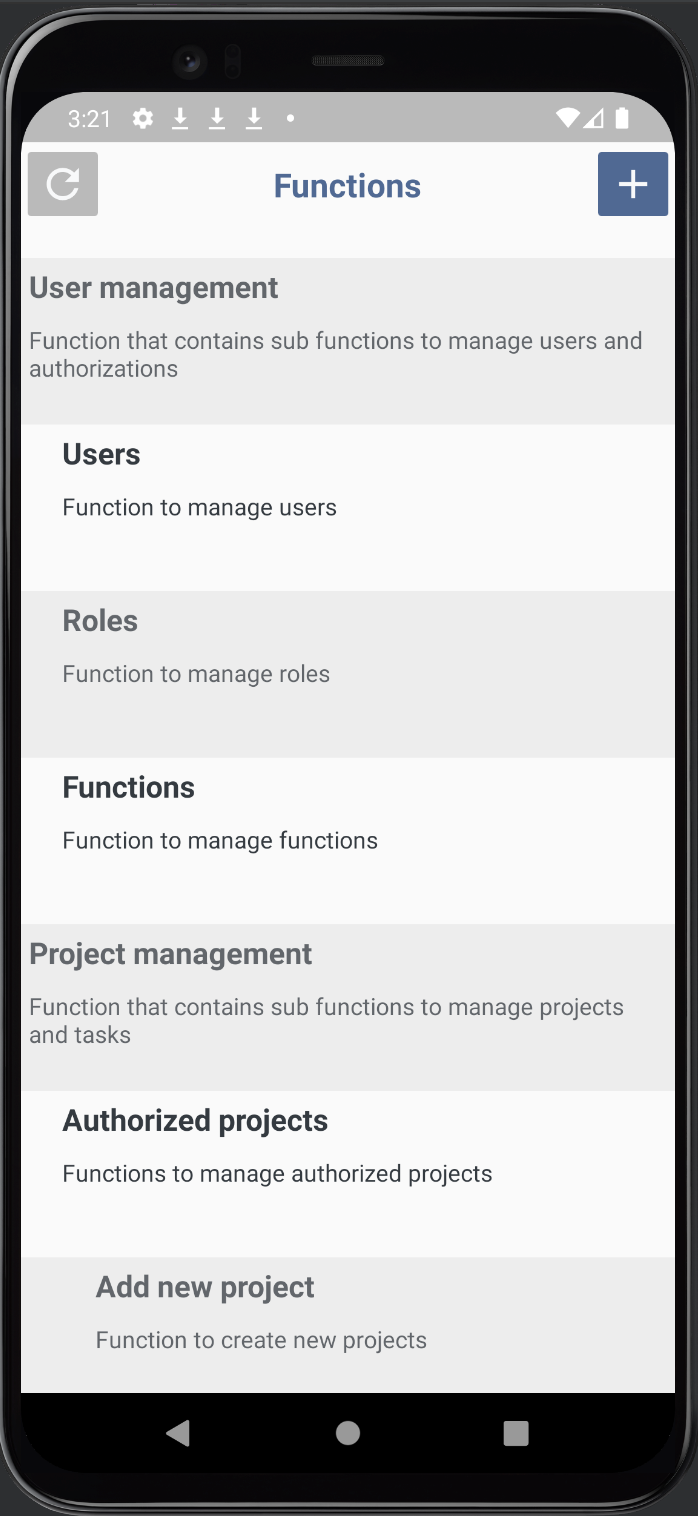 3:21
Functions
User management
Function that contains sub functions to manage users and
authorizations
Users
Function to manage users
Roles
Function to manage roles
Functions
Function to manage functions
Project management
Function that contains sub functions to manage projects
and tasks
Authorized projects
Functions to manage authorized projects
Add new project
Function to create new projects